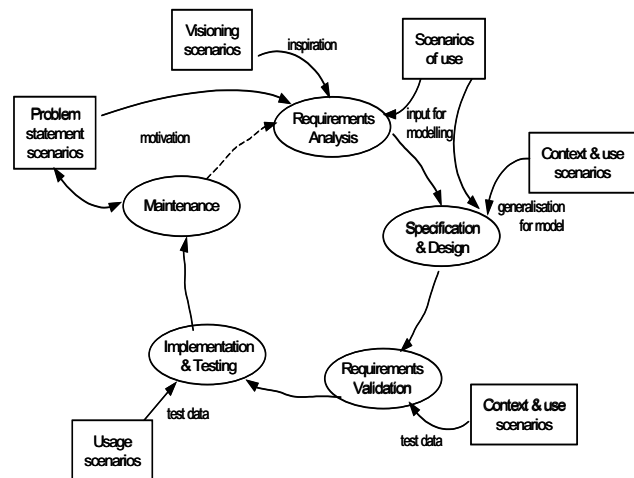 Visioning
scenarios
inspiration
Scenarios
of use
Problem
statement
scenarios
motivation
Requirements
Analysis
input for
modelling
Context & use
scenarios
Maintenance
generalisation
for model
Specification
& Design
Implementation
& Testing
Requirements
Validation
Usage
scenarios
test data
test data
Context & use
scenarios